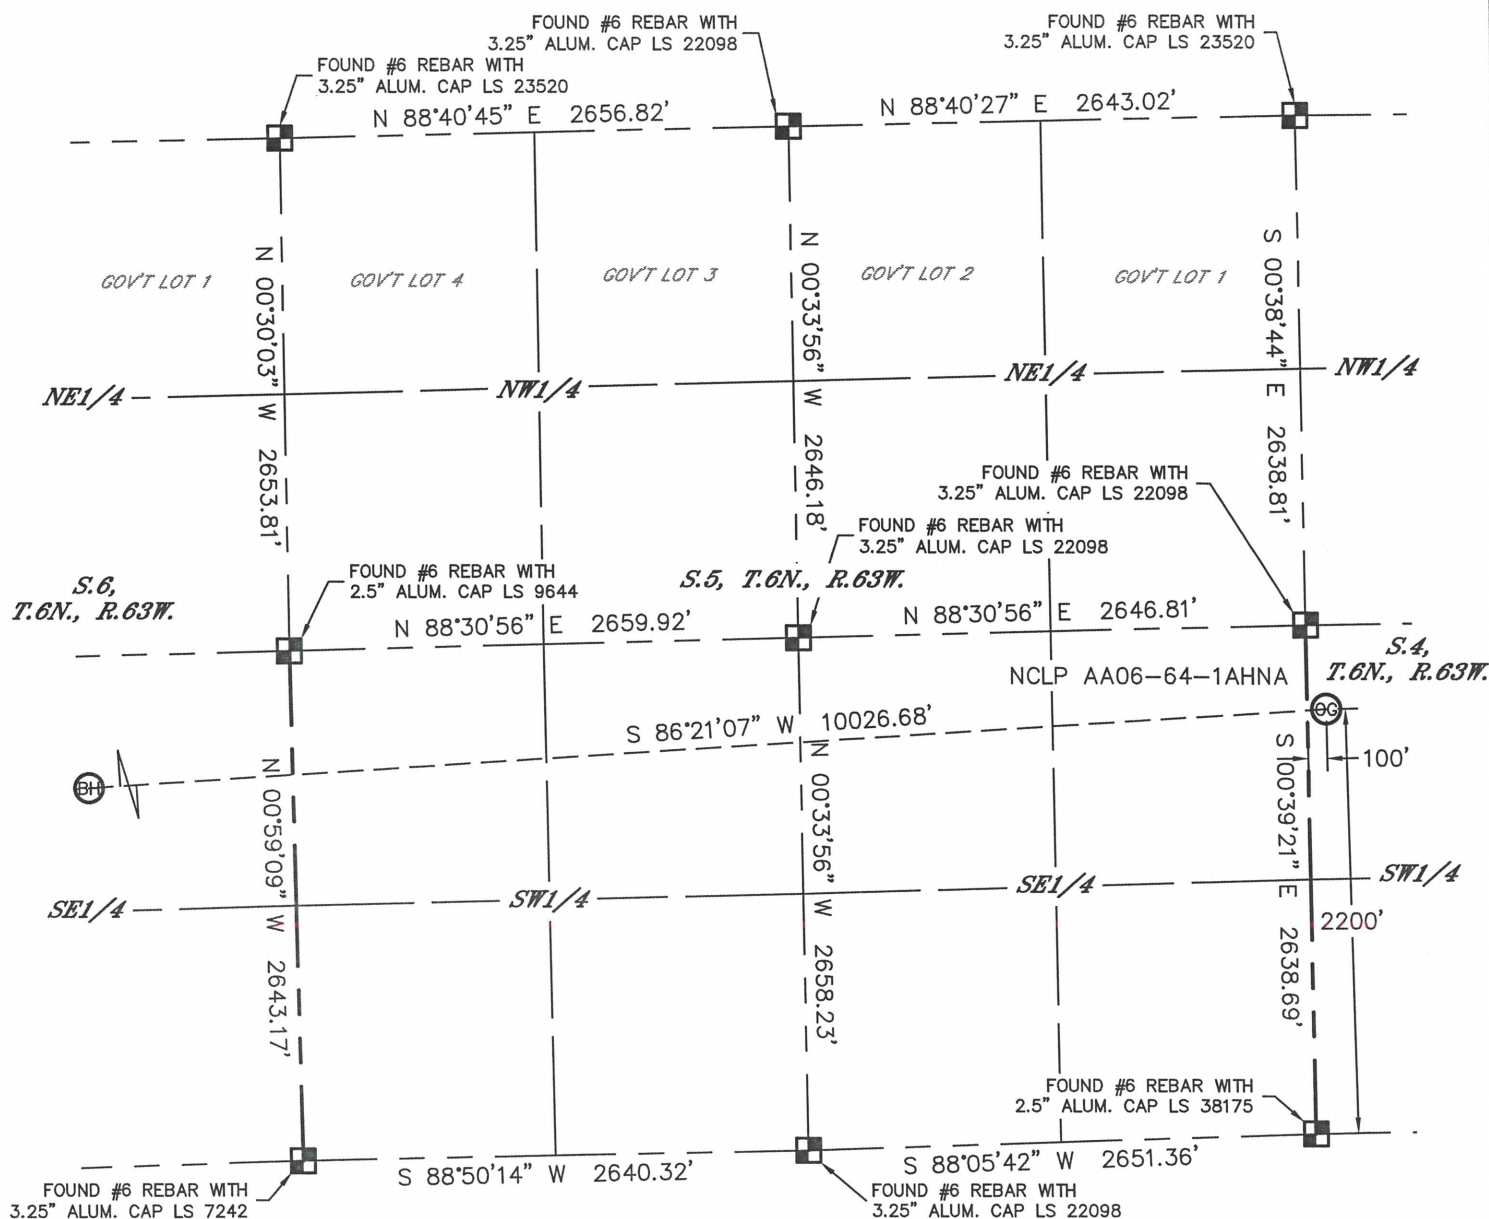 FOUND #6 REBAR WITH
3.25" ALUM. CAP LS 22098
FOUND #6 REBAR WITH
3.25" ALUM. CAP LS 23520
FOUND #6 REBAR WITH
3.25" ALUM. CAP LS 23520
N 88°40'45" E 2656.82'
N 88°40'27" E 2643.02'
N 00°30'03" W 2653.81'
N 00°33'56" W 2646.18'
S 00°38'44" E 2638.81'
GOV'T LOT 1
GOV'T LOT 4
GOV'T LOT 3
GOV'T LOT 2
GOV'T LOT 1
NE1/4
NW1/4
NE1/4
NW1/4
FOUND #6 REBAR WITH
3.25" ALUM. CAP LS 22098
FOUND #6 REBAR WITH
3.25" ALUM. CAP LS 22098
FOUND #6 REBAR WITH
2.5" ALUM. CAP LS 9644
S.6,
T.6N., R.63W.
S.5, T.6N., R.63W.
N 88°30'56" E 2659.92'
N 88°30'56" E 2646.81'
S.4,
T.6N., R.63W.
NCLP AA06-64-1AHNA
OG
S 86°21'07" W 10026.68'
BH
100'
N 00°59'09" W 2643.17'
N 00°33'56" W 2658.23'
S 00°39'21" E 2638.69'
SE1/4
SW1/4
SE1/4
SW1/4
2200'
FOUND #6 REBAR WITH
2.5" ALUM. CAP LS 38175
S 88°50'14" W 2640.32'
S 88°05'42" W 2651.36'
FOUND #6 REBAR WITH
3.25" ALUM. CAP LS 7242
FOUND #6 REBAR WITH
3.25" ALUM. CAP LS 22098